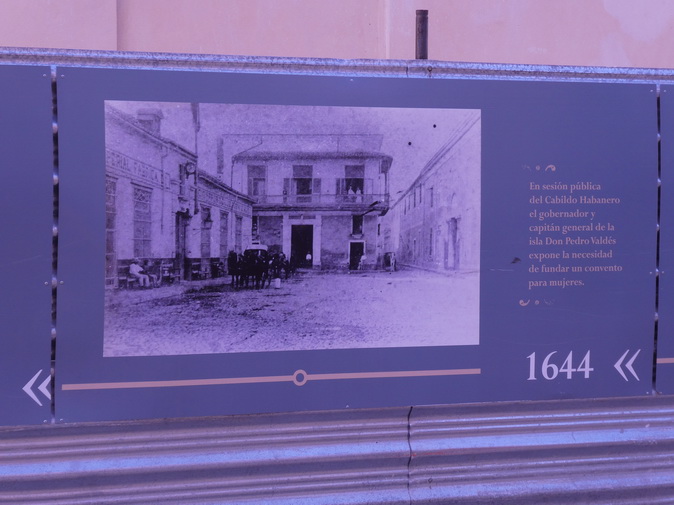 En sesión pública
del Cabildo Habanero
el gobernador y
capitán general de la
isla Don Pedro Valdés
expone la necesidad
de fundar un convento
para mujeres.
1644